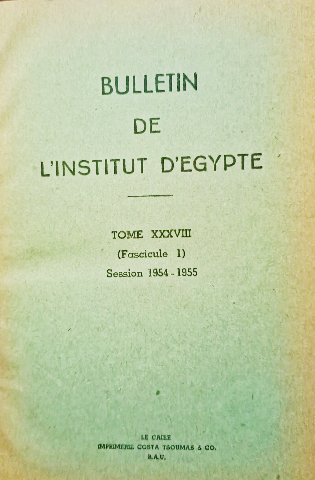 BULLETIN
DE
L'INSTITUT D'EGYPTE
TOME XXXVIII
(Fascicule 1)
Session 1954 - 1955
LE CAIRE
IMPRIMERIE COSTA TSOUMAS & CO.
R.A.U.